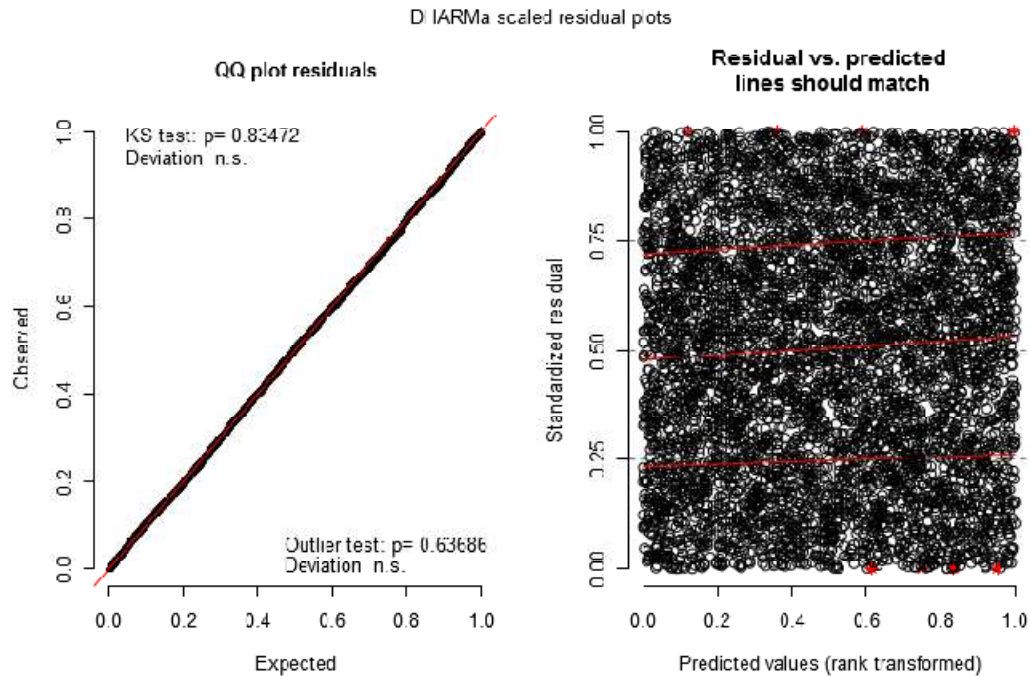 DHARMa scaled residual plots
QQ plot residuals
KS test: p= 0.83472
Deviation n.s.
Outlier test: p= 0.63686
Deviation n.s.
Observed
0.0
0.2
0.4
0.6
0.8
1.0
0.0 0.2 0.4 0.6 0.8 1.0
Expected
Residual vs. predicted
lines should match
Standardized residual
0.00
0.25
0.50
0.75
1.00
0.0 0.2 0.4 0.6 0.8 1.0
Predicted values (rank transformed)